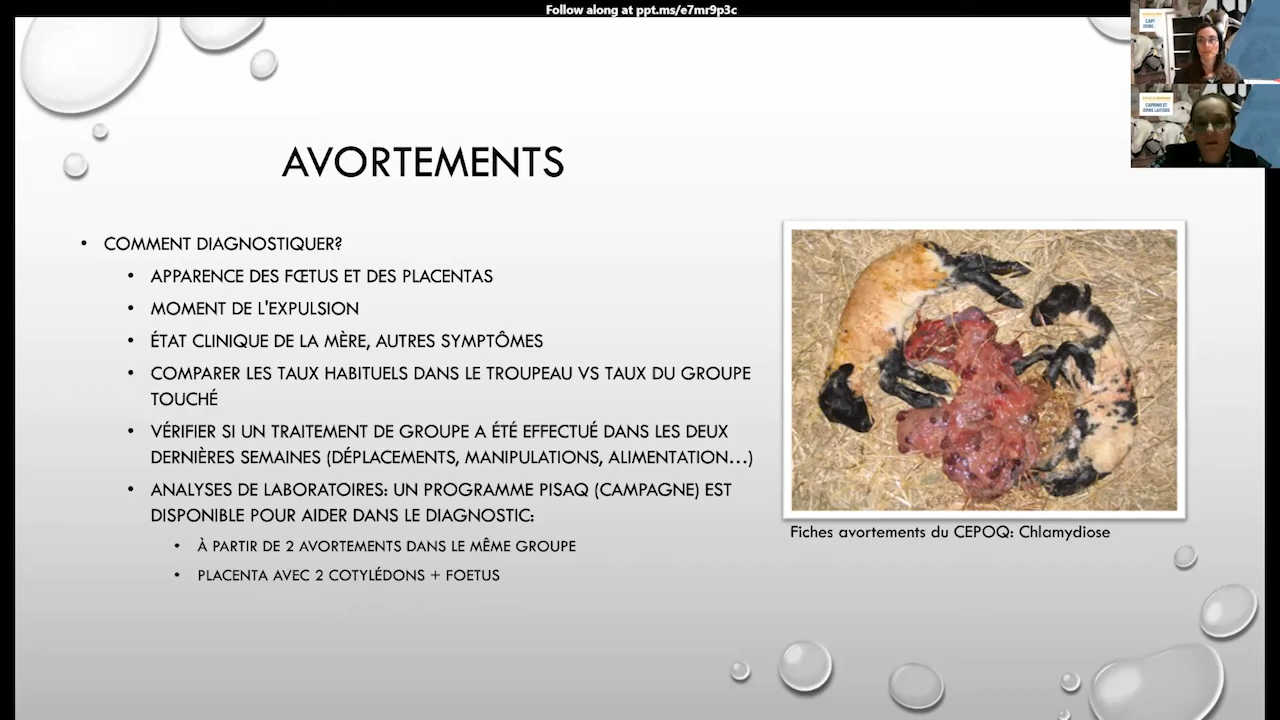 Follow along at ppt.ms/e7mr9p3c
AVORTEMENTS
• COMMENT DIAGNOSTIQUER?
• APPARENCE DES FŒTUS ET DES PLACENTAS
• MOMENT DE L'EXPULSION
• ÉTAT CLINIQUE DE LA MÈRE, AUTRES SYMPTÔMES
• COMPARER LES TAUX HABITUELS DANS LE TROUPEAU VS TAUX DU GROUPE
TOUCHÉ
• VÉRIFIER SI UN TRAITEMENT DE GROUPE A ÉTÉ EFFECTUÉ DANS LES DEUX
DERNIÈRES SEMAINES (DÉPLACEMENTS, MANIPULATIONS, ALIMENTATION…)
• ANALYSES DE LABORATOIRES: UN PROGRAMME PISAQ (CAMPAGNE) EST
DISPONIBLE POUR AIDER DANS LE DIAGNOSTIC:
• À PARTIR DE 2 AVORTEMENTS DANS LE MÊME GROUPE
• PLACENTA AVEC 2 COTYLÉDONS + FOETUS
Fiches avortements du CEPOQ: Chlamydiose